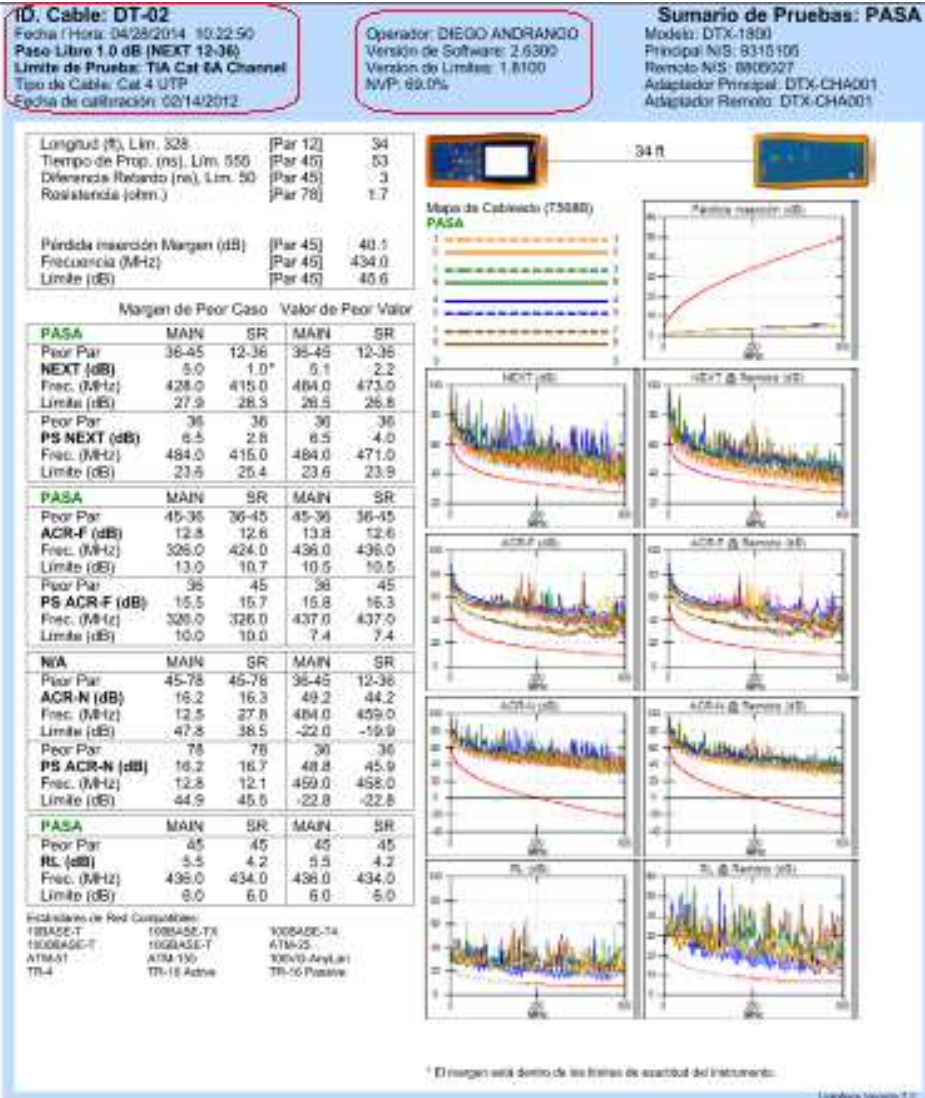 ID. Cable: DT-02
Fecha / Hora: 04/28/2014 10:22:50
Paso Libre 1.0 dB (NEXT 12-36)
Límite de Prueba: TIA Cat 6A Channel
Tipo de Cable: Cat 4 UTP
Fecha de calibración: 02/14/2012
Operador: DIEGO ANDRANGO
Versión de Software: 2.6300
Versión de Límites: 1.8100
NVP: 69.0%
Sumario de Pruebas: PASA
Modelo: DTX-1800
Principal N/S: 9315105
Remoto N/S: 8805027
Adaptador Principal: DTX-CHA001
Adaptador Remoto: DTX-CHA001
Longitud (ft), Lím. 328 [Par 12] 34
Tiempo de Prop. (ns), Lím. 555 [Par 45] 53
Diferencia Retardo (ns), Lím. 50 [Par 45] 3
Resistencia (ohm.) [Par 78] 1.7
Pérdida inserción Margen (dB) [Par 45] 40.1
Frecuencia (MHz) [Par 45] 434.0
Límite (dB) [Par 45] 45.6
34 ft
Mapa de Cableado (T568B)
PASA
Pérdida inserción (dB)
Margen de Peor Caso Valor de Peor Valor
PASA MAIN SR MAIN SR
Peor Par 36-45 12-36 36-45 12-36
NEXT (dB) 5.0 1.0* 5.1 2.2
Frec. (MHz) 428.0 415.0 484.0 473.0
Límite (dB) 27.9 28.3 26.5 26.8
Peor Par 36 36 36 36
PS NEXT (dB) 6.5 2.8 6.5 4.0
Frec. (MHz) 484.0 415.0 484.0 471.0
Límite (dB) 23.6 25.4 23.6 23.9
PASA MAIN SR MAIN SR
Peor Par 45-36 36-45 45-36 36-45
ACR-F (dB) 12.8 12.6 13.8 12.6
Frec. (MHz) 326.0 424.0 436.0 436.0
Límite (dB) 13.0 10.7 10.5 10.5
Peor Par 36 45 36 45
PS ACR-F (dB) 15.5 15.7 15.8 16.3
Frec. (MHz) 326.0 326.0 437.0 437.0
Límite (dB) 10.0 10.0 7.4 7.4
N/A MAIN SR MAIN SR
Peor Par 45-78 45-78 36-45 12-36
ACR-N (dB) 16.2 16.3 49.2 44.2
Frec. (MHz) 12.5 27.8 484.0 459.0
Límite (dB) 47.8 38.5 -22.0 -19.9
Peor Par 78 78 36 36
PS ACR-N (dB) 16.2 16.7 48.8 45.9
Frec. (MHz) 12.8 12.1 459.0 458.0
Límite (dB) 44.9 45.5 -22.8 -22.8
PASA MAIN SR MAIN SR
Peor Par 45 45 45 45
RL (dB) 5.5 4.2 5.5 4.2
Frec. (MHz) 436.0 434.0 436.0 434.0
Límite (dB) 6.0 6.0 6.0 6.0
Estándares de Red Compatibles:
10BASE-T 100BASE-TX 100BASE-T4
1000BASE-T 10GBASE-T ATM-25
ATM-51 ATM-155 100VG-AnyLan
TR-4 TR-16 Active TR-16 Passive
NEXT (dB)
NEXT @ Remoto (dB)
ACR-F (dB)
ACR-F @ Remoto (dB)
ACR-N (dB)
ACR-N @ Remoto (dB)
RL (dB)
RL @ Remoto (dB)
* El margen está dentro de los límites de exactitud del instrumento.